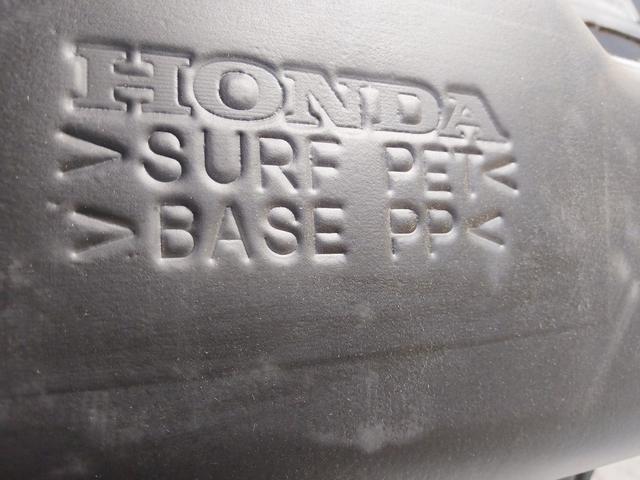 HONDA
>SURF PET<
>BASE PP<